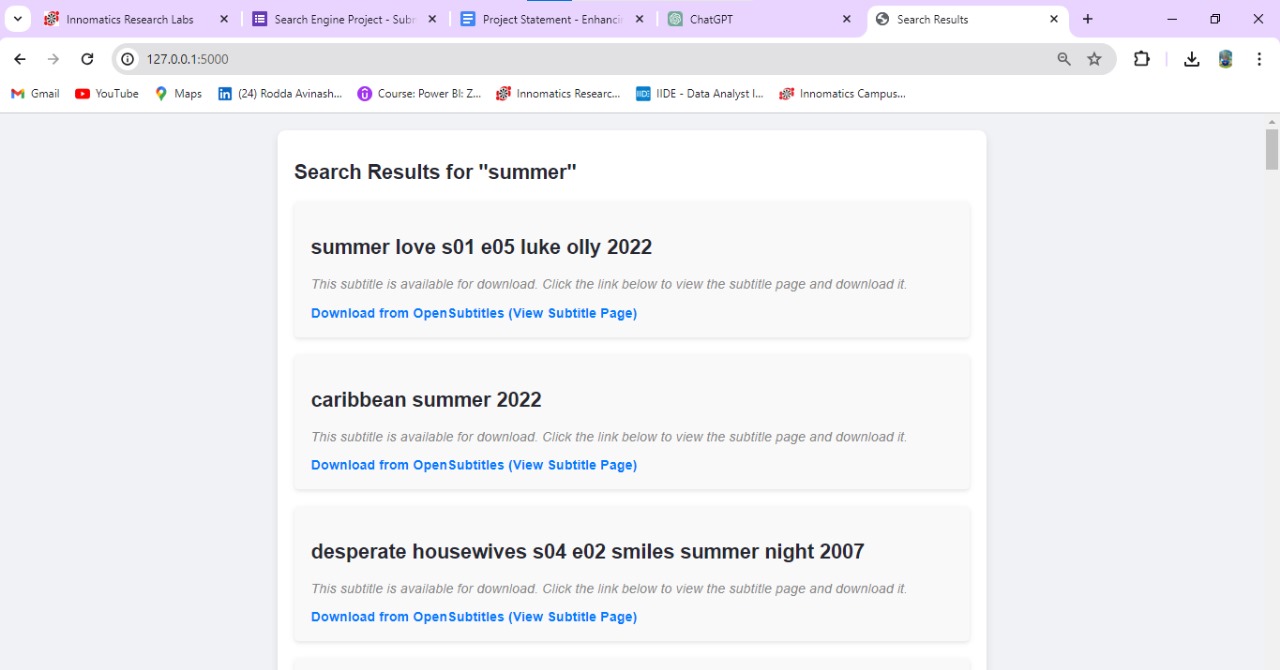 Innomatics Research Labs
Search Engine Project - Subm
Project Statement - Enhancin
ChatGPT
Search Results
127.0.0.1:5000
Gmail
YouTube
Maps
(24) Rodda Avinash...
Course: Power BI: Z...
Innomatics Researc...
IIDE - Data Analyst I...
Innomatics Campus...
Search Results for "summer"
summer love s01 e05 luke olly 2022
This subtitle is available for download. Click the link below to view the subtitle page and download it.
Download from OpenSubtitles (View Subtitle Page)
caribbean summer 2022
This subtitle is available for download. Click the link below to view the subtitle page and download it.
Download from OpenSubtitles (View Subtitle Page)
desperate housewives s04 e02 smiles summer night 2007
This subtitle is available for download. Click the link below to view the subtitle page and download it.
Download from OpenSubtitles (View Subtitle Page)